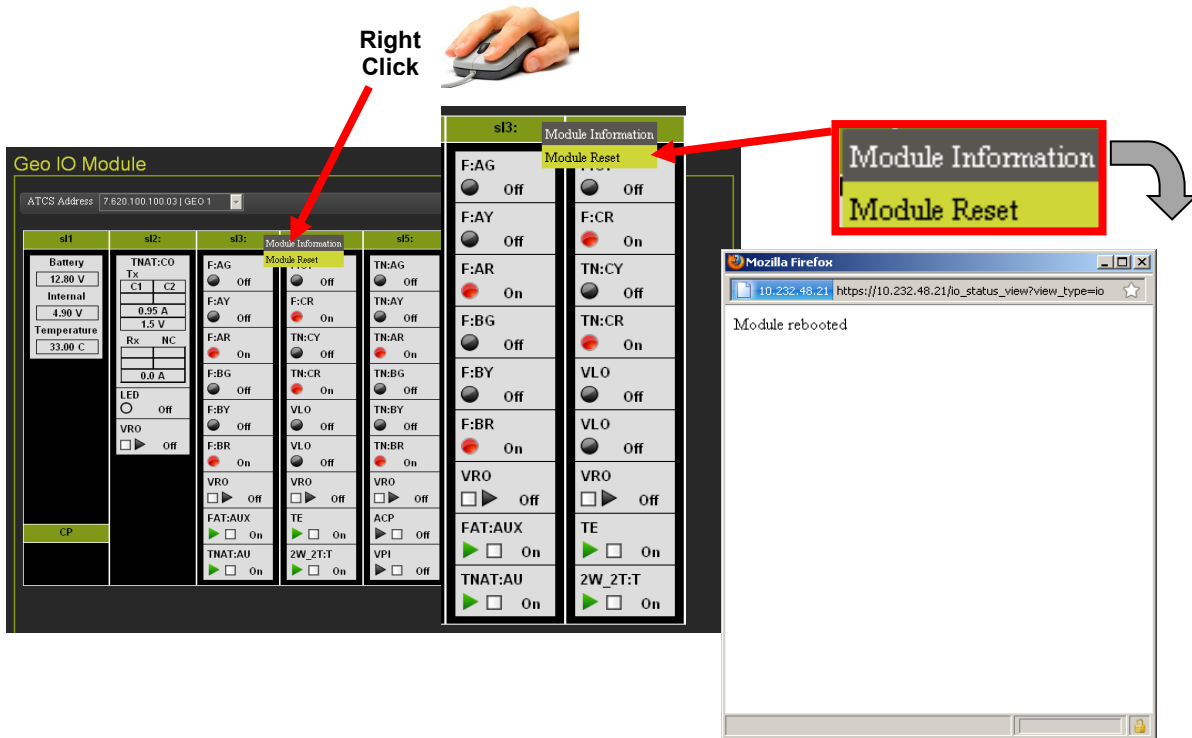 Right
Click
Geo IO Module
ATCS Address 7.620.100.100.03 | GEO 1
sl1
Battery
12.80 V
Internal
4.90 V
Temperature
33.00 C
CP
sl2:
TNAT:CO
Tx
C1 C2
0.95 A
1.5 V
Rx NC
0.0 A
LED
Off
VRO
Off
sl3:
F:AG
Off
F:AY
Off
F:AR
On
F:BG
Off
F:BY
Off
F:BR
On
VRO
Off
FAT:AUX
On
TNAT:AU
On
Module Information
Module Reset
Off
F:CR
On
TN:CY
Off
TN:CR
On
VLO
Off
VLO
Off
VRO
Off
TE
On
2W_2T:T
On
sl5:
TN:AG
Off
TN:AY
Off
TN:AR
On
TN:BG
Off
TN:BY
Off
TN:BR
On
VRO
Off
ACP
Off
VPI
Off
sl3:
F:AG
Off
F:AY
Off
F:AR
On
F:BG
Off
F:BY
Off
F:BR
On
VRO
Off
FAT:AUX
On
TNAT:AU
On
Module Information
Module Reset
Off
F:CR
On
TN:CY
Off
TN:CR
On
VLO
Off
VLO
Off
VRO
Off
TE
On
2W_2T:T
On
Module Information
Module Reset
Mozilla Firefox
10.232.48.21 https://10.232.48.21/io_status_view?view_type=io
Module rebooted